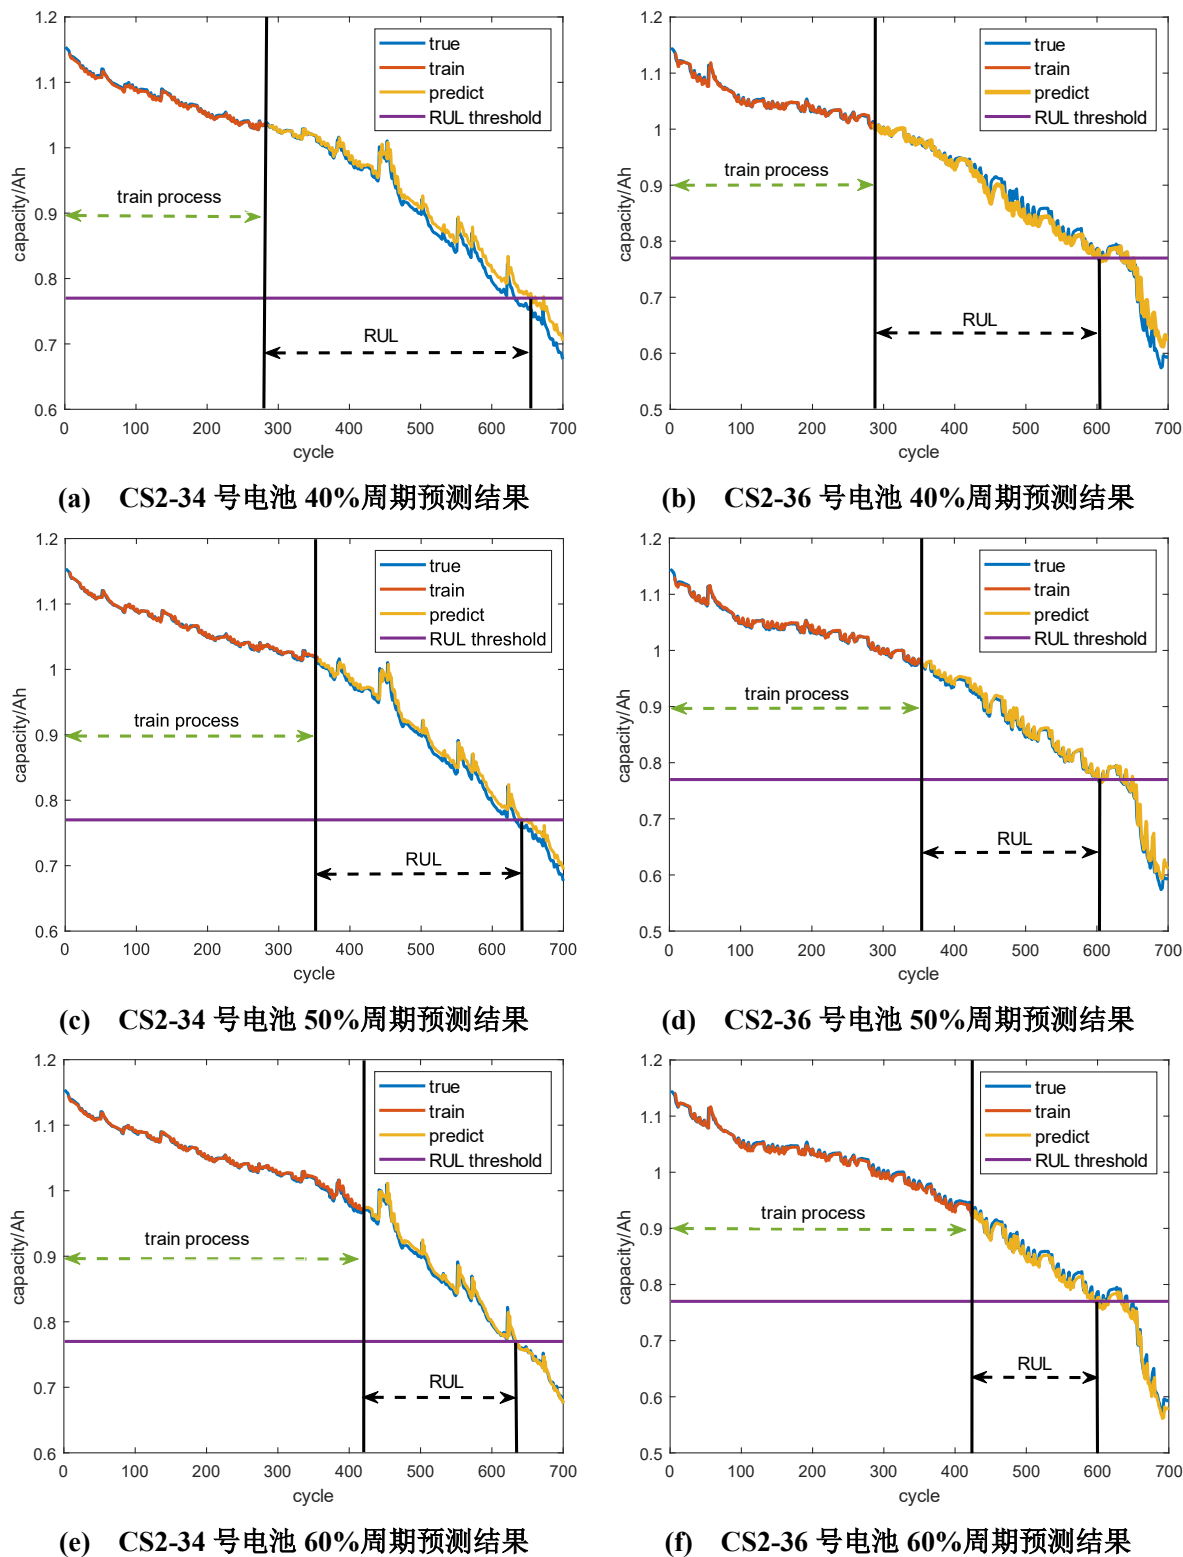 1.2
1.1
1
0.9
0.8
0.7
0.6
capacity/Ah
true
train
predict
RUL threshold
train process
RUL
0 100 200 300 400 500 600 700
cycle
(a) CS2-34 号电池 40%周期预测结果
1.2
1.1
1
0.9
0.8
0.7
0.6
0.5
capacity/Ah
true
train
predict
RUL threshold
train process
RUL
0 100 200 300 400 500 600 700
cycle
(b) CS2-36 号电池 40%周期预测结果
1.2
1.1
1
0.9
0.8
0.7
0.6
capacity/Ah
true
train
predict
RUL threshold
train process
RUL
0 100 200 300 400 500 600 700
cycle
(c) CS2-34 号电池 50%周期预测结果
1.2
1.1
1
0.9
0.8
0.7
0.6
0.5
capacity/Ah
true
train
predict
RUL threshold
train process
RUL
0 100 200 300 400 500 600 700
cycle
(d) CS2-36 号电池 50%周期预测结果
1.2
1.1
1
0.9
0.8
0.7
0.6
capacity/Ah
true
train
predict
RUL threshold
train process
RUL
0 100 200 300 400 500 600 700
cycle
(e) CS2-34 号电池 60%周期预测结果
1.2
1.1
1
0.9
0.8
0.7
0.6
0.5
capacity/Ah
true
train
predict
RUL threshold
train process
RUL
0 100 200 300 400 500 600 700
cycle
(f) CS2-36 号电池 60%周期预测结果